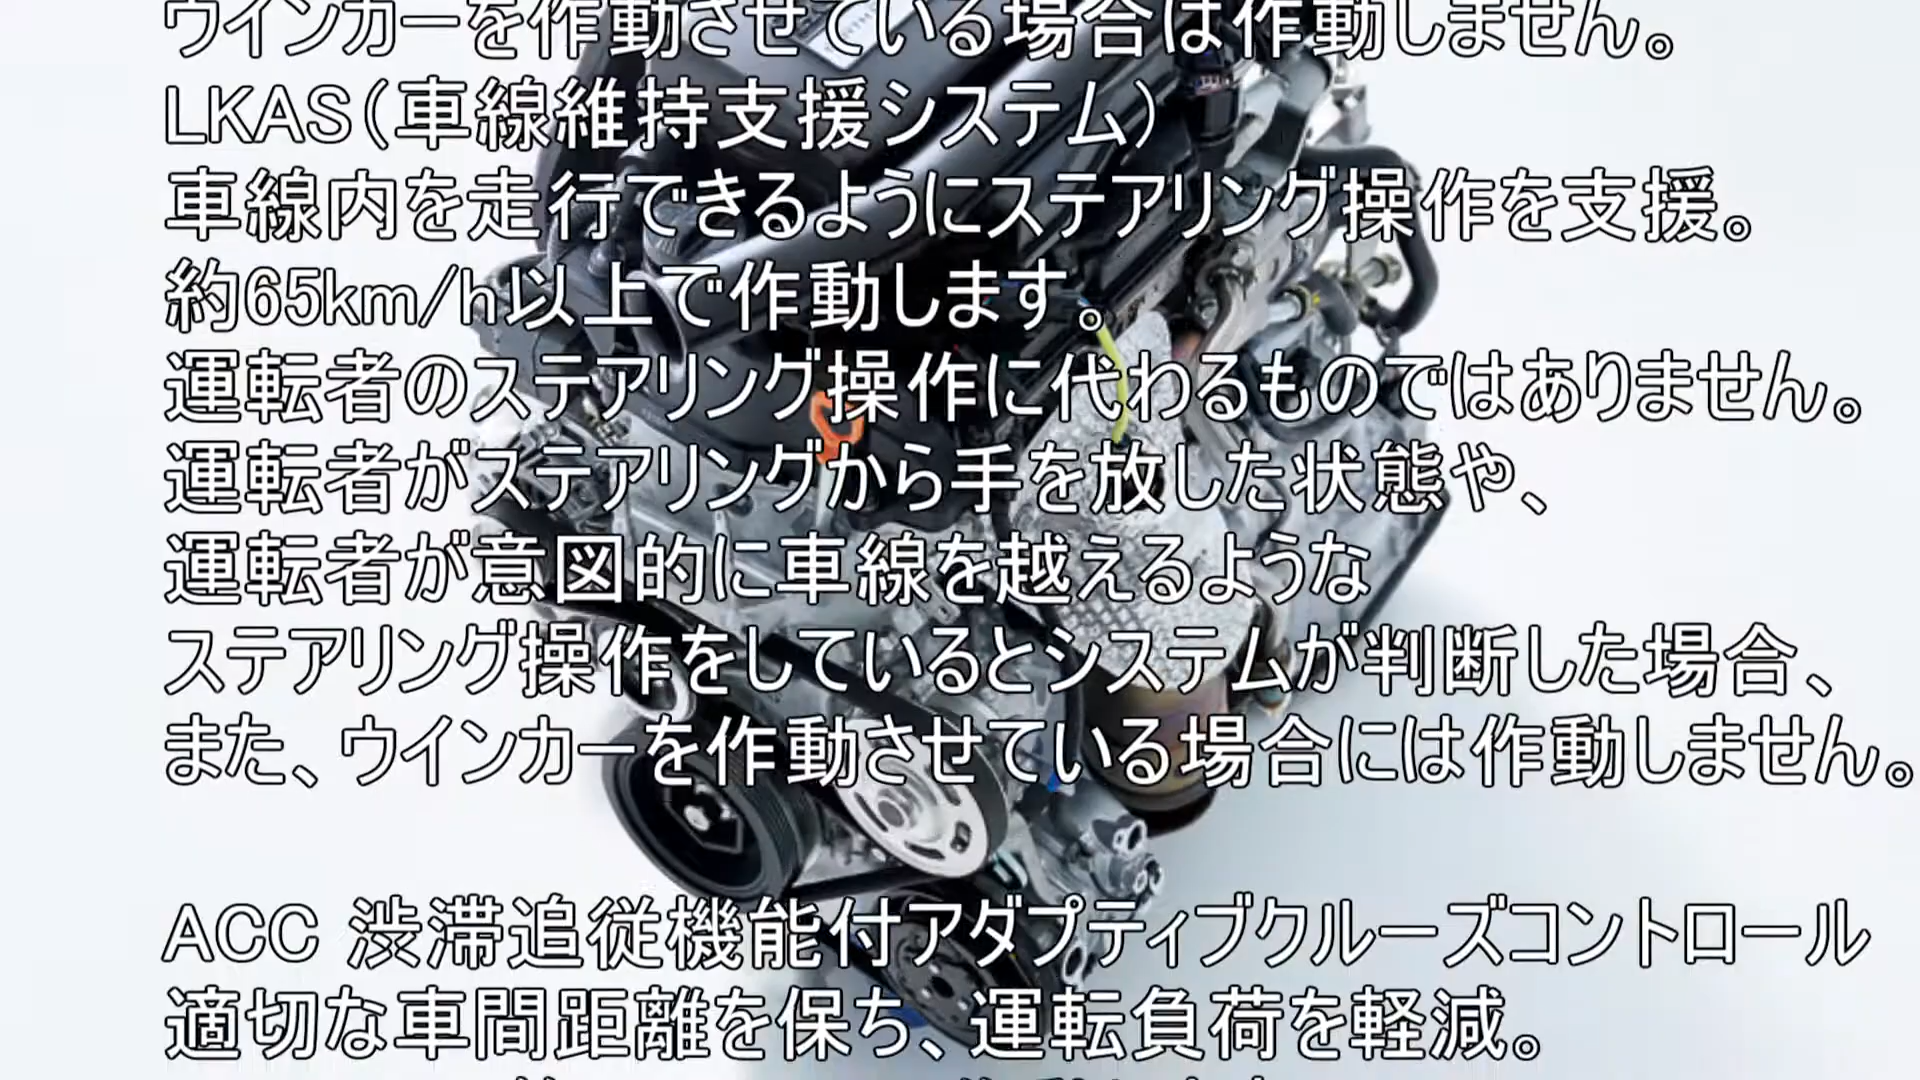 ウインカーを作動させている場合は作動しません。
LKAS（車線維持支援システム）
車線内を走行できるようにステアリング操作を支援。
約65km/h以上で作動します。
運転者のステアリング操作に代わるものではありません。
運転者がステアリングから手を放した状態や、
運転者が意図的に車線を越えるような
ステアリング操作をしているとシステムが判断した場合、
また、ウインカーを作動させている場合には作動しません。
ACC 渋滞追従機能付アダプティブクルーズコントロール
適切な車間距離を保ち、運転負荷を軽減。